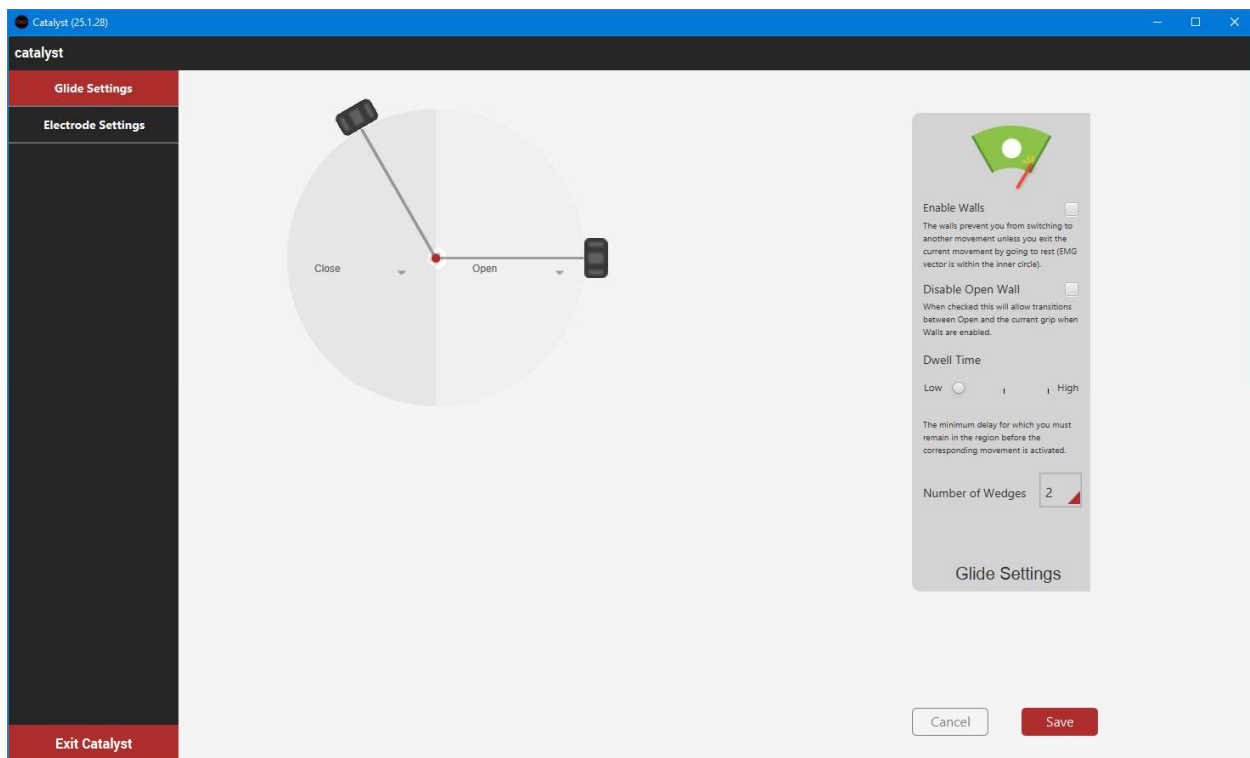 Catalyst (25.1.28)
catalyst
Glide Settings
Electrode Settings
Close
Open
Enable Walls
The walls prevent you from switching to
another movement unless you exit the
current movement by going to rest (EMG
vector is within the inner circle).
Disable Open Wall
When checked this will allow transitions
between Open and the current grip when
Walls are enabled.
Dwell Time
Low High
The minimum delay for which you must
remain in the region before the
corresponding movement is activated.
Number of Wedges 2
Glide Settings
Cancel Save
Exit Catalyst